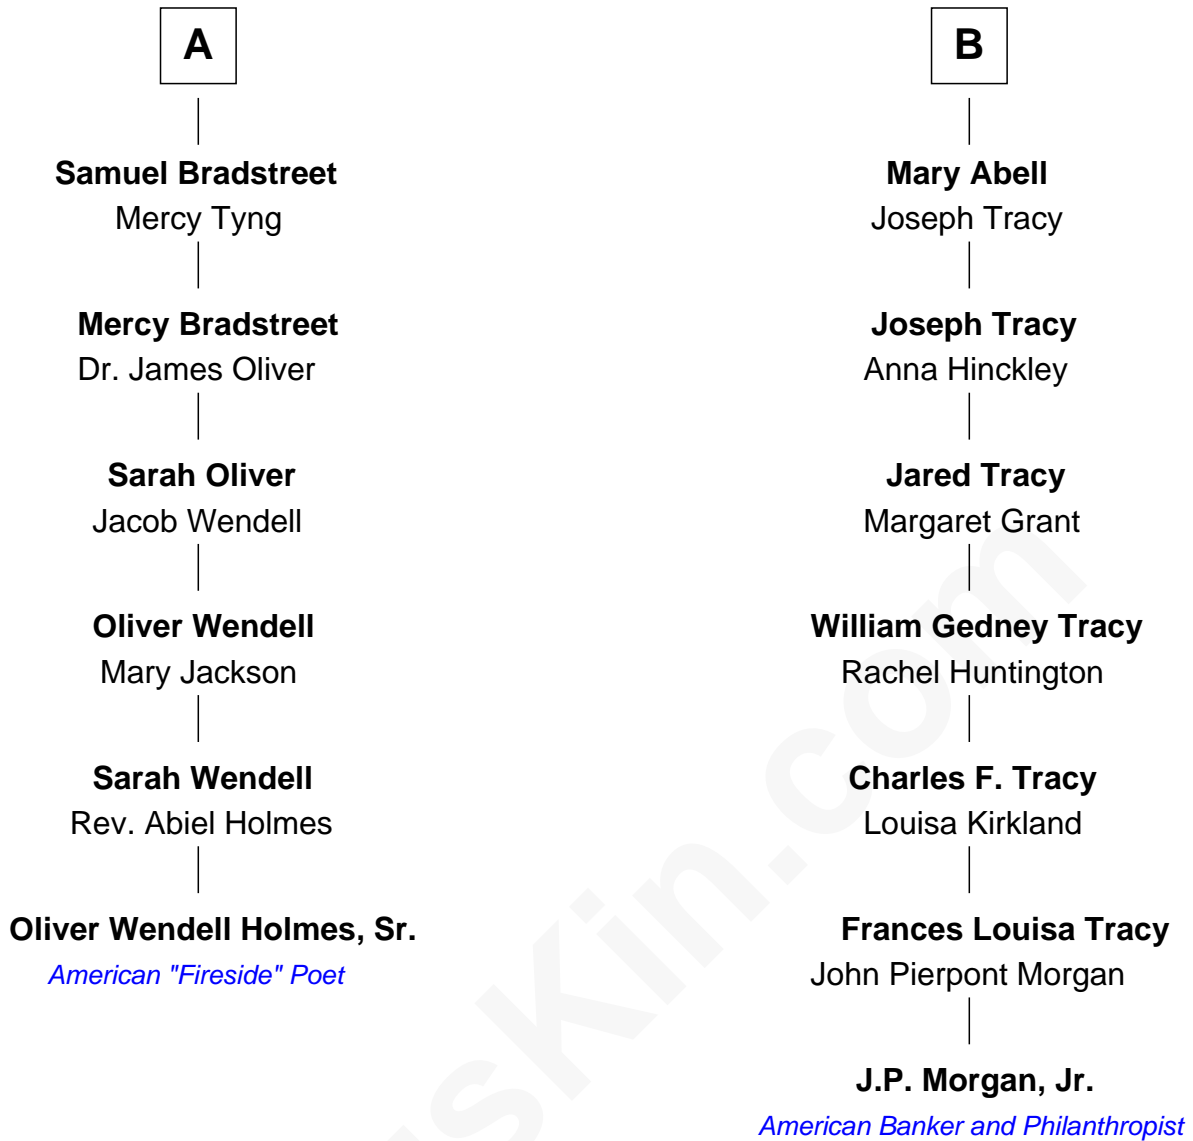 A
Samuel Bradstreet
Mercy Tyng
Mercy Bradstreet
Dr. James Oliver
Sarah Oliver
Jacob Wendell
Oliver Wendell
Mary Jackson
Sarah Wendell
Rev. Abiel Holmes
Oliver Wendell Holmes, Sr.
American "Fireside" Poet
B
Mary Abell
Joseph Tracy
Joseph Tracy
Anna Hinckley
Jared Tracy
Margaret Grant
William Gedney Tracy
Rachel Huntington
Charles F. Tracy
Louisa Kirkland
Frances Louisa Tracy
John Pierpont Morgan
J.P. Morgan, Jr.
American Banker and Philanthropist